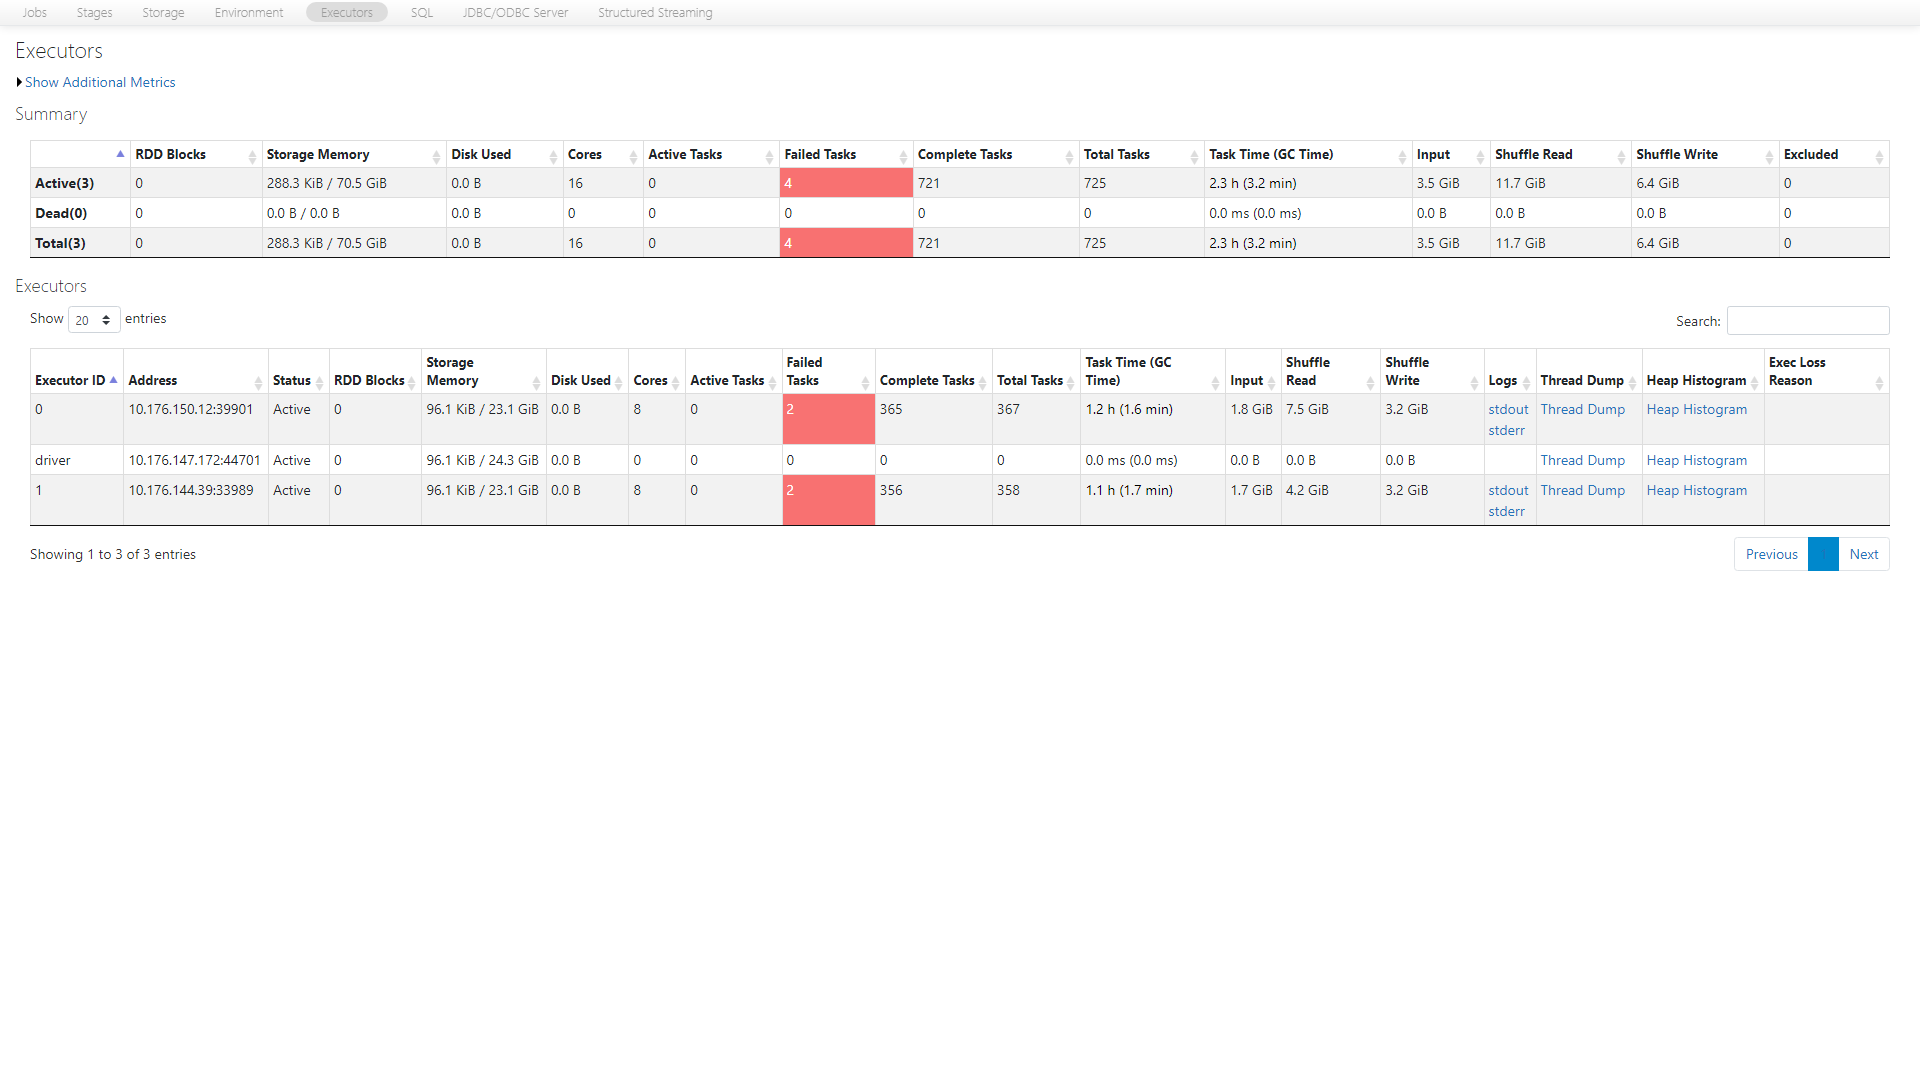 Jobs Stages Storage Environment Executors SQL JDBC/ODBC Server Structured Streaming
Executors
Show Additional Metrics
Summary
RDD Blocks Storage Memory Disk Used Cores Active Tasks Failed Tasks Complete Tasks Total Tasks Task Time (GC Time) Input Shuffle Read Shuffle Write Excluded
Active(3) 0 288.3 KiB / 70.5 GiB 0.0 B 16 0 4 721 725 2.3 h (3.2 min) 3.5 GiB 11.7 GiB 6.4 GiB 0
Dead(0) 0 0.0 B / 0.0 B 0.0 B 0 0 0 0 0 0.0 ms (0.0 ms) 0.0 B 0.0 B 0.0 B 0
Total(3) 0 288.3 KiB / 70.5 GiB 0.0 B 16 0 4 721 725 2.3 h (3.2 min) 3.5 GiB 11.7 GiB 6.4 GiB 0
Executors
Show 20 entries Search:
Executor ID Address Status RDD Blocks Storage Memory Disk Used Cores Active Tasks Failed Tasks Complete Tasks Total Tasks Task Time (GC Time) Input Shuffle Read Shuffle Write Logs Thread Dump Heap Histogram Exec Loss Reason
0 10.176.150.12:39901 Active 0 96.1 KiB / 23.1 GiB 0.0 B 8 0 2 365 367 1.2 h (1.6 min) 1.8 GiB 7.5 GiB 3.2 GiB stdout Thread Dump Heap Histogram
stderr
driver 10.176.147.172:44701 Active 0 96.1 KiB / 24.3 GiB 0.0 B 0 0 0 0 0 0.0 ms (0.0 ms) 0.0 B 0.0 B 0.0 B Thread Dump Heap Histogram
1 10.176.144.39:33989 Active 0 96.1 KiB / 23.1 GiB 0.0 B 8 0 2 356 358 1.1 h (1.7 min) 1.7 GiB 4.2 GiB 3.2 GiB stdout Thread Dump Heap Histogram
stderr
Showing 1 to 3 of 3 entries Previous Next